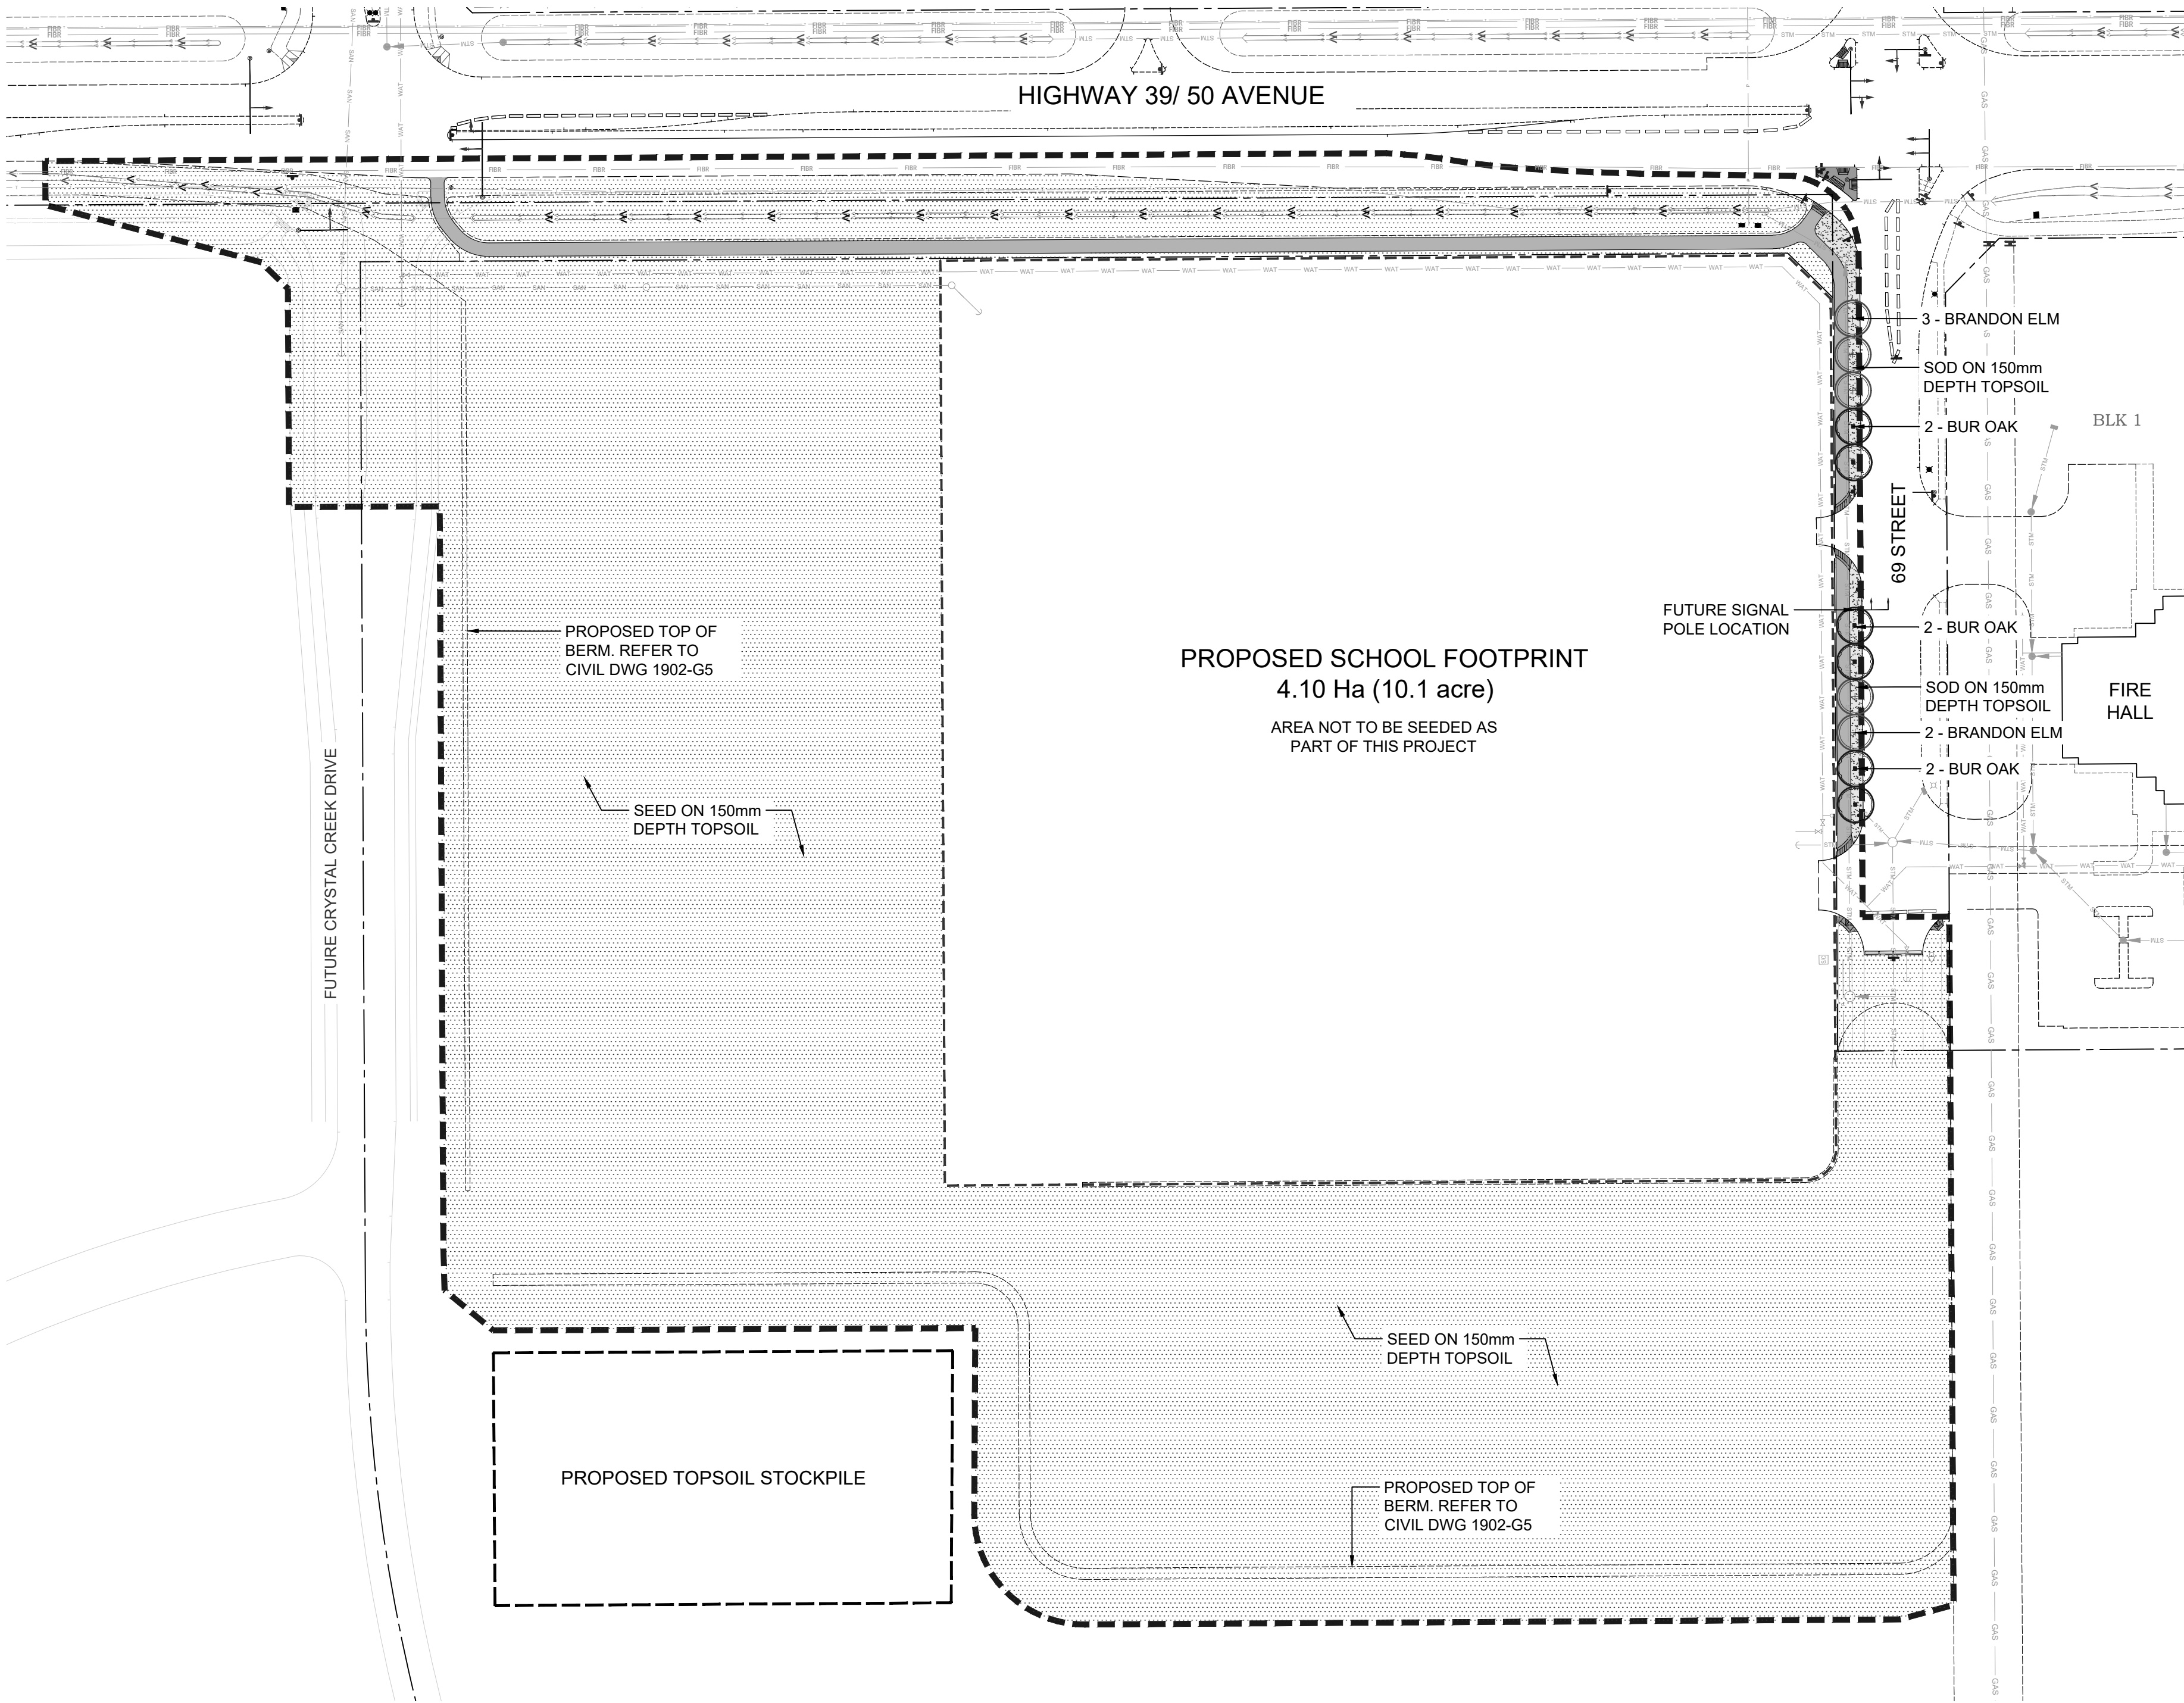 HIGHWAY 39/ 50 AVENUE
3 - BRANDON ELM
SOD ON 150mm
DEPTH TOPSOIL
2 - BUR OAK
BLK 1
69 STREET
FUTURE SIGNAL
POLE LOCATION
2 - BUR OAK
SOD ON 150mm
DEPTH TOPSOIL
2 - BRANDON ELM
2 - BUR OAK
FIRE
HALL
PROPOSED TOP OF
BERM. REFER TO
CIVIL DWG 1902-G5
PROPOSED SCHOOL FOOTPRINT
4.10 Ha (10.1 acre)
AREA NOT TO BE SEEDED AS
PART OF THIS PROJECT
SEED ON 150mm
DEPTH TOPSOIL
FUTURE CRYSTAL CREEK DRIVE
SEED ON 150mm
DEPTH TOPSOIL
PROPOSED TOPSOIL STOCKPILE
PROPOSED TOP OF
BERM. REFER TO
CIVIL DWG 1902-G5
FIBR
SAN
WAT
STM
GAS